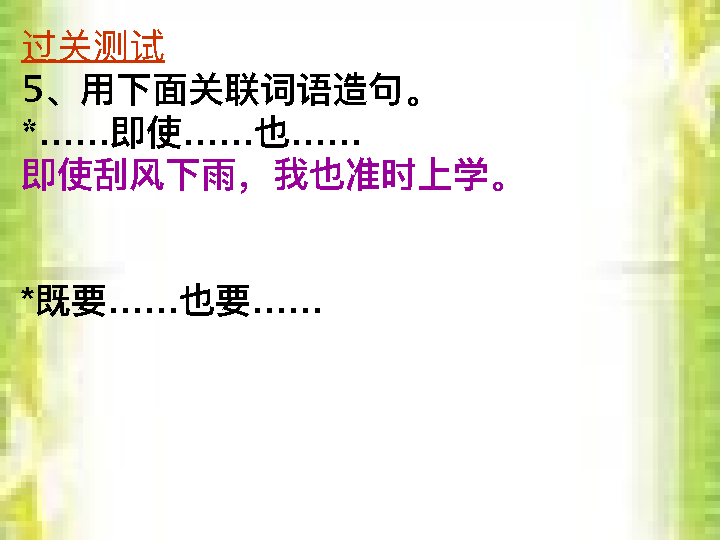 过关测试
5、用下面关联词语造句。
*……即使……也……
即使刮风下雨，我也准时上学。
*既要……也要……